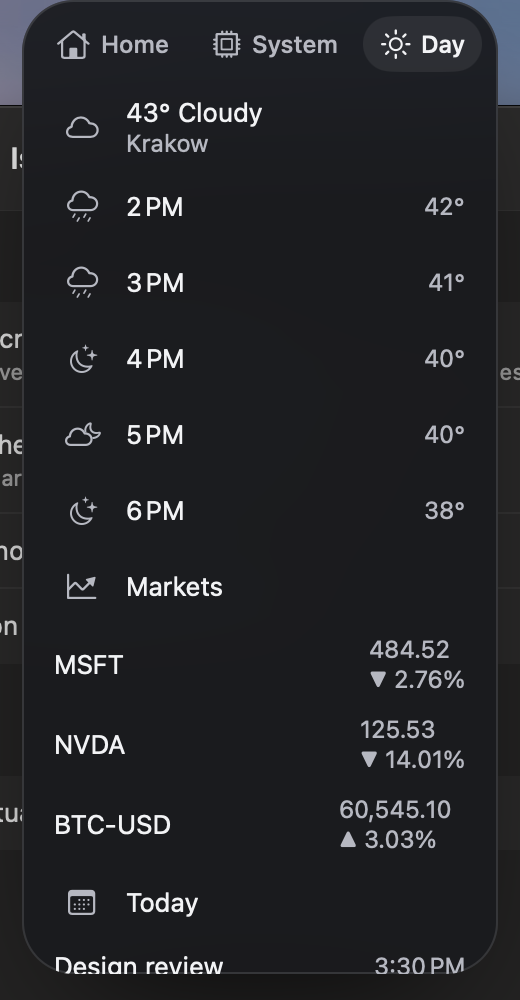 Home System Day
43° Cloudy
Krakow
2 PM 42°
3 PM 41°
4 PM 40°
5 PM 40°
6 PM 38°
Markets
MSFT 484.52
▼ 2.76%
NVDA 125.53
▼ 14.01%
BTC-USD 60,545.10
▲ 3.03%
Today
Design review 3:30 PM